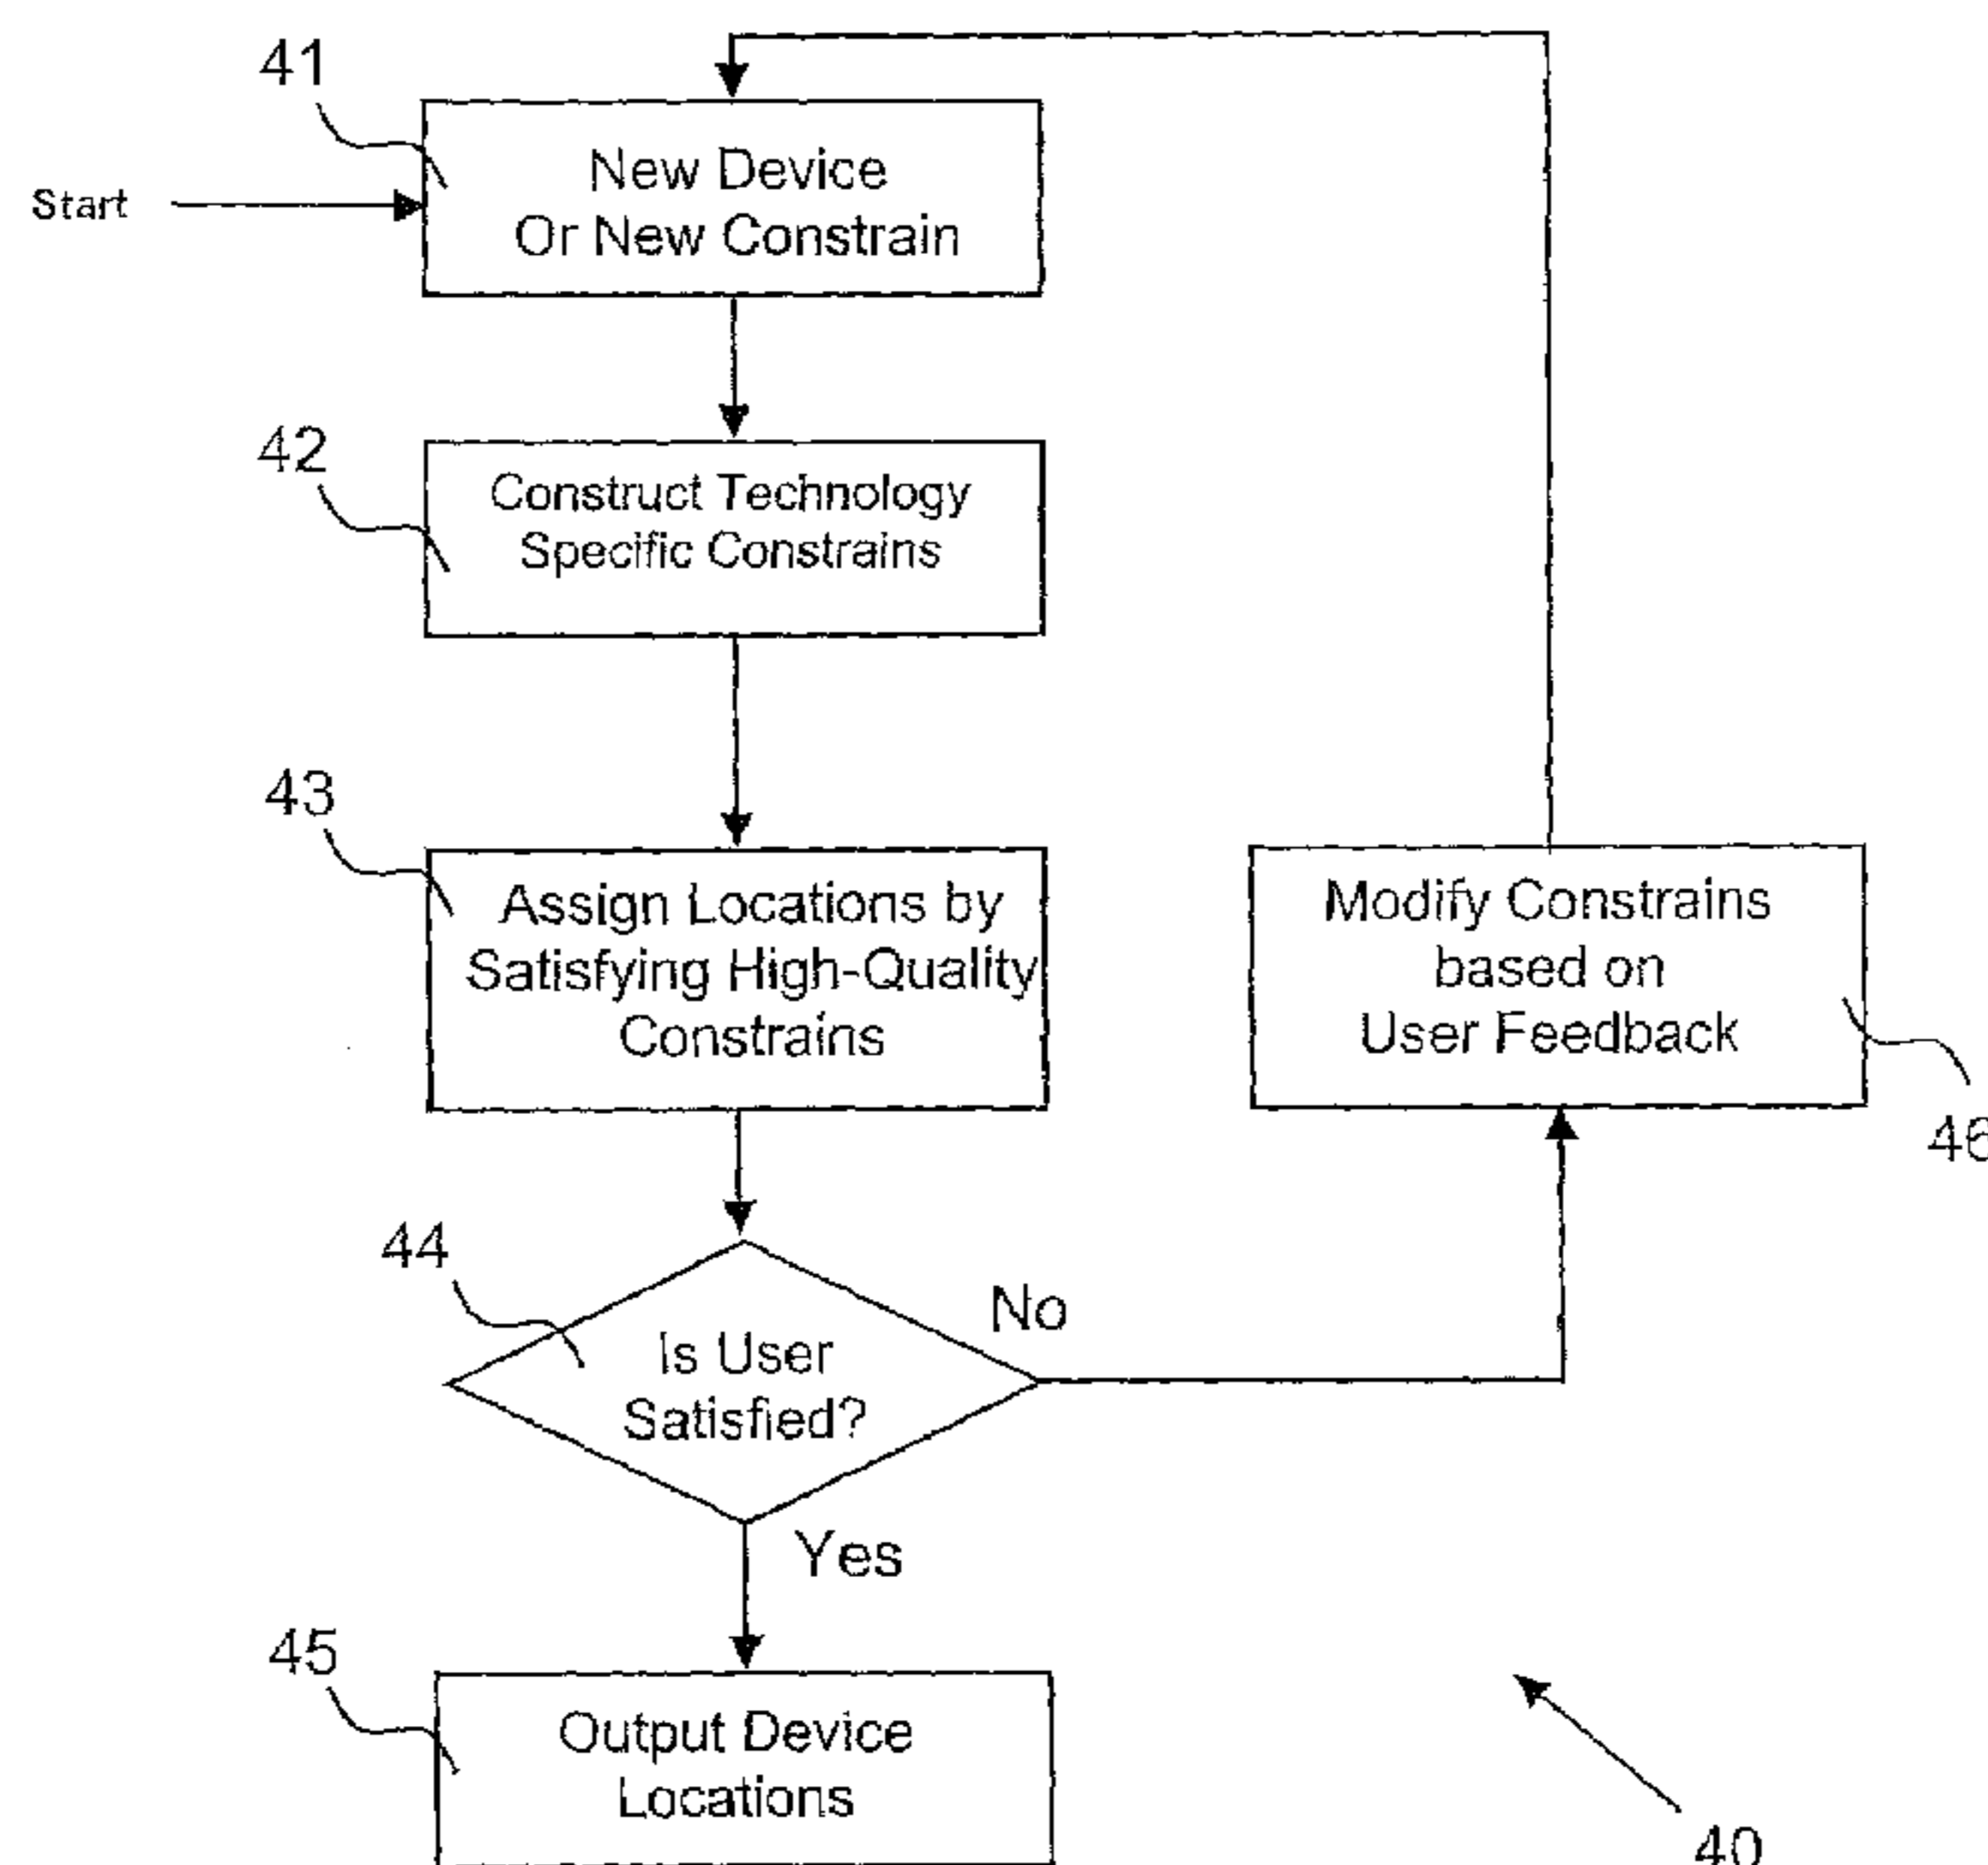 41
Start
New Device
Or New Constrain
42
Construct Technology
Specific Constrains
43
Assign Locations by
Satisfying High-Quality
Constrains
Modify Constrains
based on
User Feedback
46
44
Is User
Satisfied?
No
Yes
45
Output Device
Locations
40